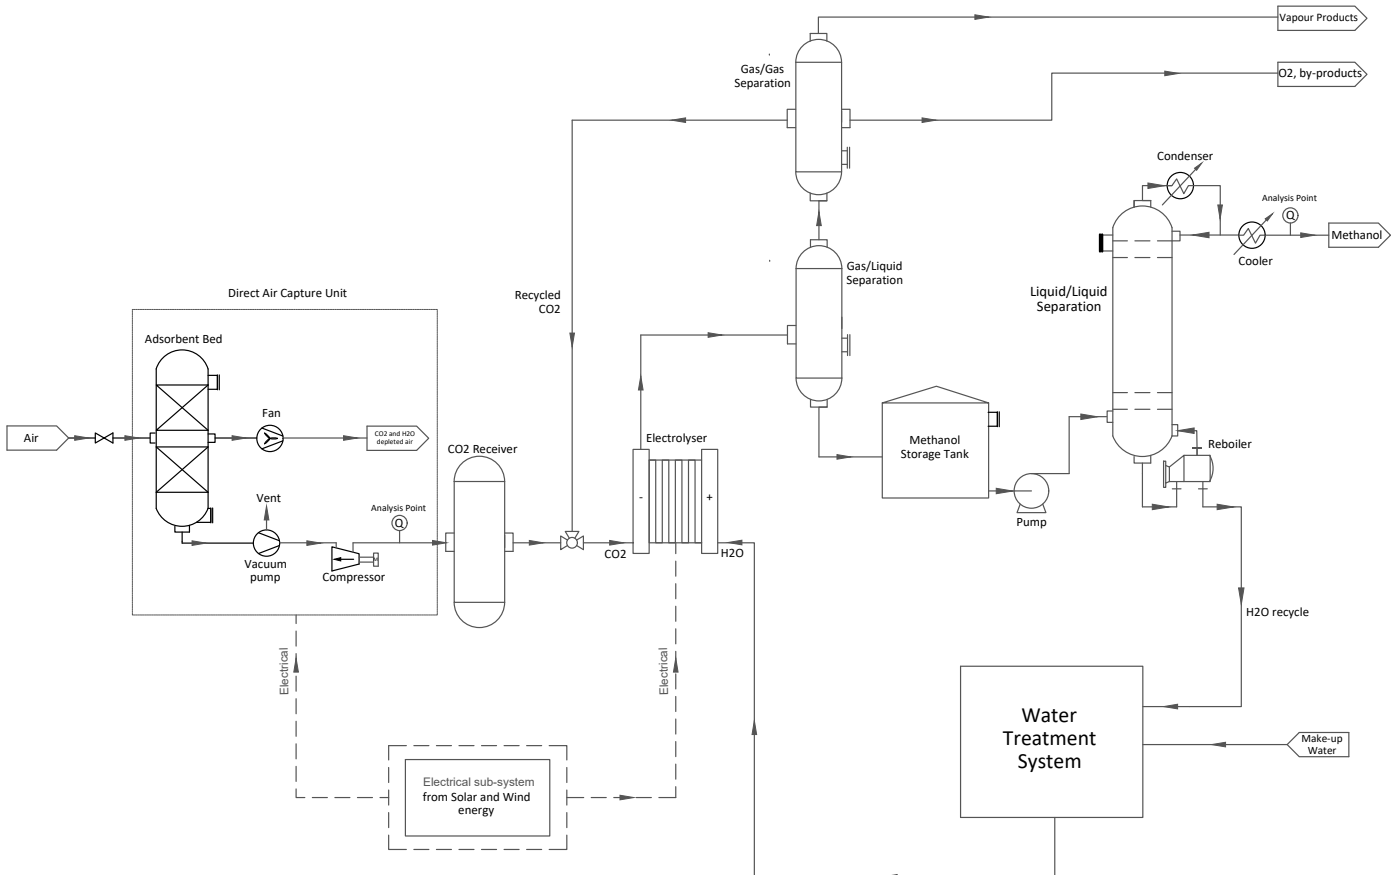 Vapour Products
Gas/Gas
Separation
O2, by-products
Condenser
Analysis Point
Q
Methanol
Cooler
Gas/Liquid
Separation
Liquid/Liquid
Separation
Recycled
CO2
Direct Air Capture Unit
Adsorbent Bed
Air
Fan
CO2 and H2O
depleted air
CO2 Receiver
Electrolyser
-
+
Methanol
Storage Tank
Reboiler
Pump
Vent
Analysis Point
Q
Vacuum
pump
Compressor
CO2
H2O
H2O recycle
Electrical
Electrical
Water
Treatment
System
Make-up
Water
Electrical sub-system
from Solar and Wind
energy